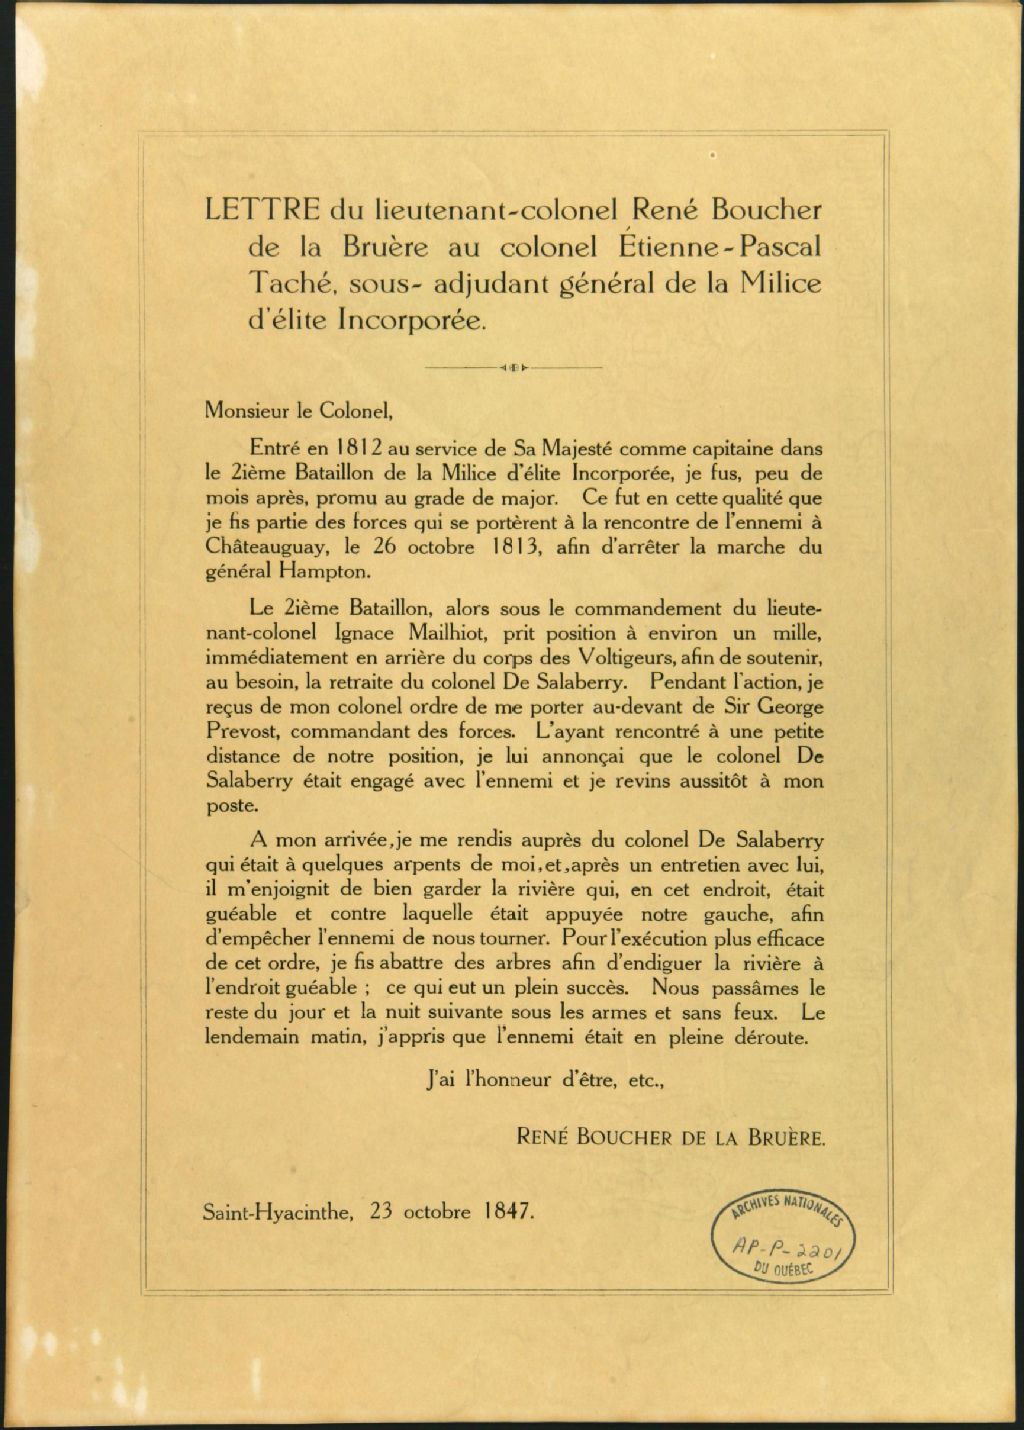 LETTRE du lieutenant-colonel René Boucher
de la Bruère au colonel Étienne-Pascal
Taché, sous- adjudant général de la Milice
d'élite Incorporée.
Monsieur le Colonel,
Entré en 1812 au service de Sa Majesté comme capitaine dans
le 2ième Bataillon de la Milice d'élite Incorporée, je fus, peu de
mois après, promu au grade de major. Ce fut en cette qualité que
je fis partie des forces qui se portèrent à la rencontre de l'ennemi à
Châteauguay, le 26 octobre 1813, afin d'arrêter la marche du
général Hampton.
Le 2ième Bataillon, alors sous le commandement du lieute-
nant-colonel Ignace Mailhiot, prit position à environ un mille,
immédiatement en arrière du corps des Voltigeurs, afin de soutenir,
au besoin, la retraite du colonel De Salaberry. Pendant l'action, je
reçus de mon colonel ordre de me porter au-devant de Sir George
Prevost, commandant des forces. L'ayant rencontré à une petite
distance de notre position, je lui annonçai que le colonel De
Salaberry était engagé avec l'ennemi et je revins aussitôt à mon
poste.
A mon arrivée, je me rendis auprès du colonel De Salaberry
qui était à quelques arpents de moi, et, après un entretien avec lui,
il m'enjoignit de bien garder la rivière qui, en cet endroit, était
guéable et contre laquelle était appuyée notre gauche, afin
d'empêcher l'ennemi de nous tourner. Pour l'exécution plus efficace
de cet ordre, je fis abattre des arbres afin d'endiguer la rivière à
l'endroit guéable ; ce qui eut un plein succès. Nous passâmes le
reste du jour et la nuit suivante sous les armes et sans feux. Le
lendemain matin, j'appris que l'ennemi était en pleine déroute.
J'ai l'honneur d'être, etc.,
RENÉ BOUCHER DE LA BRUÈRE.
Saint-Hyacinthe, 23 octobre 1847.
ARCHIVES NATIONALES
AP-P-2201
DU QUÉBEC